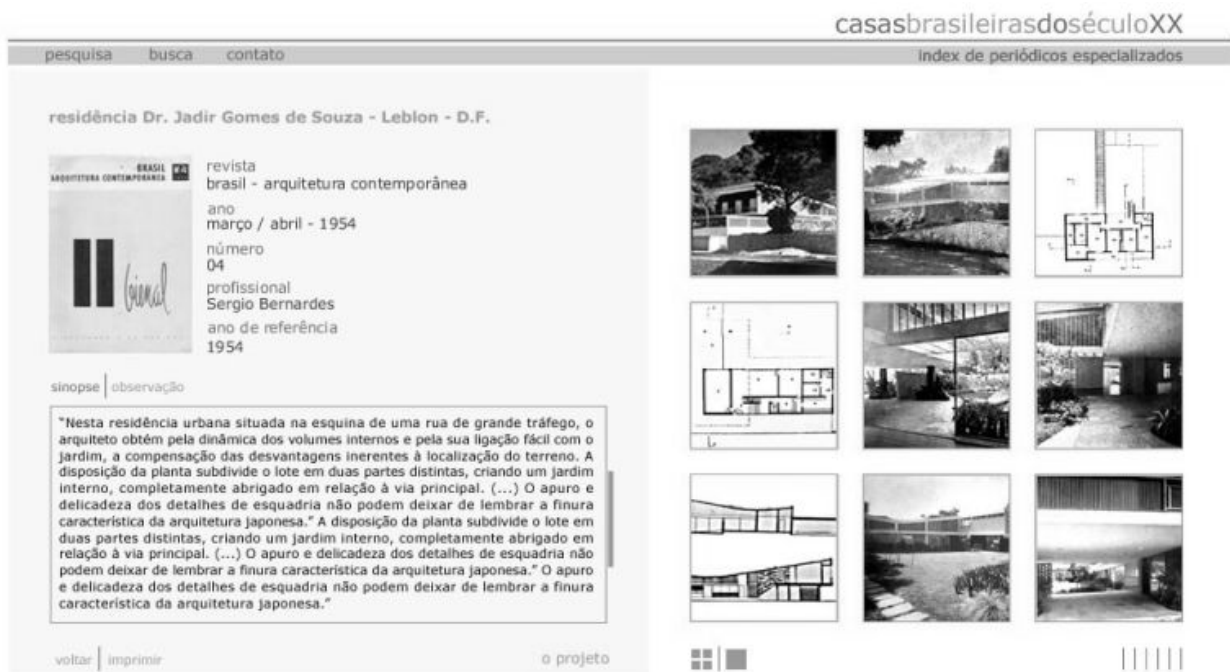 casasbrasileirasdoséculoXX
pesquisa busca contato
index de periódicos especializados
residência Dr. Jadir Gomes de Souza - Leblon - D.F.
BRASIL
ARQUITETURA CONTEMPORANEA
bienal
revista
brasil - arquitetura contemporânea
ano
março / abril - 1954
número
04
profissional
Sergio Bernardes
ano de referência
1954
sinopse | observação
"Nesta residência urbana situada na esquina de uma rua de grande tráfego, o
arquiteto obtém pela dinâmica dos volumes internos e pela sua ligação fácil com o
jardim, a compensação das desvantagens inerentes à localização do terreno. A
disposição da planta subdivide o lote em duas partes distintas, criando um jardim
interno, completamente abrigado em relação à via principal. (...) O apuro e
delicadeza dos detalhes de esquadria não podem deixar de lembrar a finura
característica da arquitetura japonesa." A disposição da planta subdivide o lote em
duas partes distintas, criando um jardim interno, completamente abrigado em
relação à via principal. (...) O apuro e delicadeza dos detalhes de esquadria não
podem deixar de lembrar a finura característica da arquitetura japonesa." O apuro
e delicadeza dos detalhes de esquadria não podem deixar de lembrar a finura
característica da arquitetura japonesa."
voltar | imprimir
o projeto